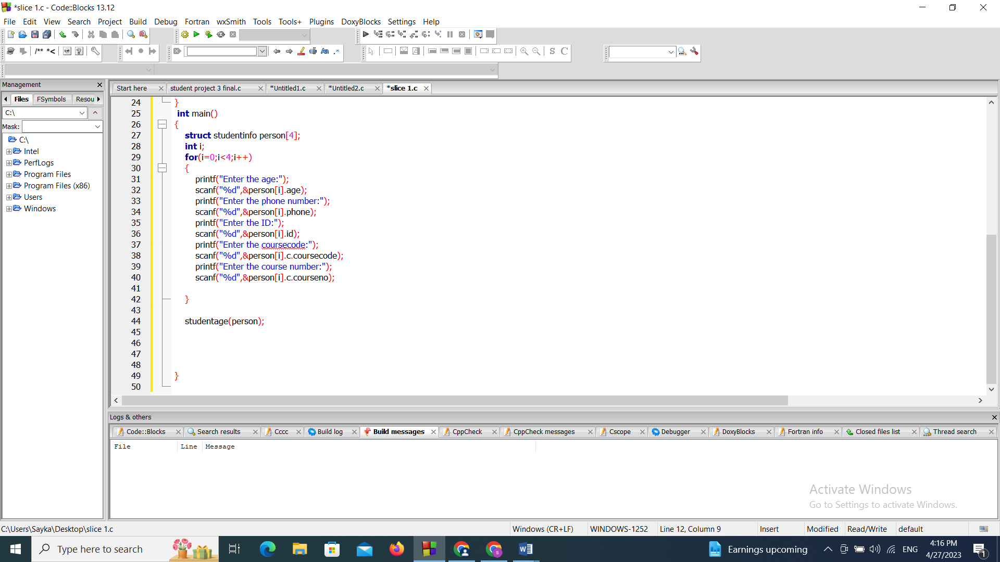 *slice 1.c - Code::Blocks 13.12
File Edit View Search Project Build Debug Fortran wxSmith Tools Tools+ Plugins DoxyBlocks Settings Help
/** *<
Aa .*
S C
Management
Start here
student project 3 final.c
*Untitled1.c
*Untitled2.c
*slice 1.c
Files FSymbols Resou
C:\
Mask:
C:\
Intel
PerfLogs
Program Files
Program Files (x86)
Users
Windows
24 }
25 int main()
26 {
27 struct studentinfo person[4];
28 int i;
29 for(i=0;i<4;i++)
30 {
31 printf("Enter the age:");
32 scanf("%d",&person[i].age);
33 printf("Enter the phone number:");
34 scanf("%d",&person[i].phone);
35 printf("Enter the ID:");
36 scanf("%d",&person[i].id);
37 printf("Enter the coursecode:");
38 scanf("%d",&person[i].c.coursecode);
39 printf("Enter the course number:");
40 scanf("%d",&person[i].c.courseno);
41
42 }
43
44 studentage(person);
45
46
47
48
49 }
50
Logs & others
Code::Blocks Search results Cccc Build log Build messages CppCheck CppCheck messages Cscope Debugger DoxyBlocks Fortran info Closed files list Thread search
File Line Message
Activate Windows
Go to Settings to activate Windows.
C:\Users\Sayka\Desktop\slice 1.c Windows (CR+LF) WINDOWS-1252 Line 12, Column 9 Insert Modified Read/Write default
Type here to search
Earnings upcoming
ENG
4:16 PM
4/27/2023
1